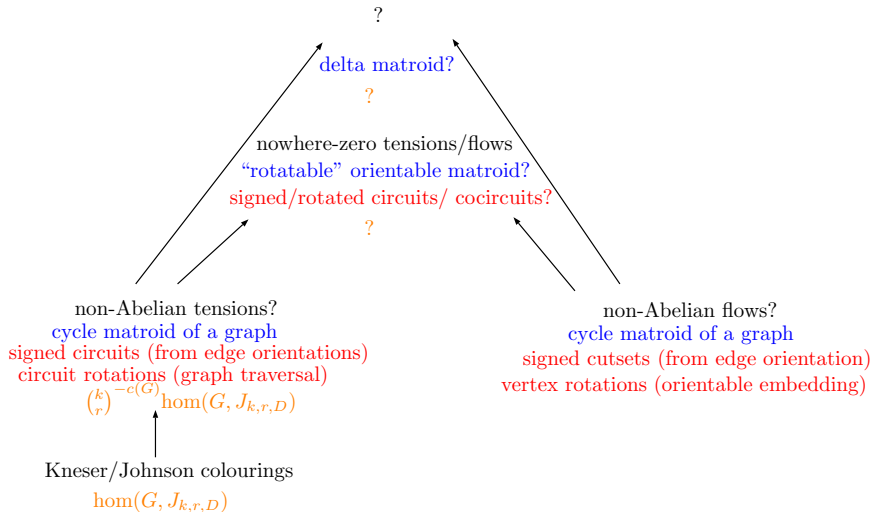 ?
delta matroid?
?
nowhere-zero tensions/flows
“rotatable” orientable matroid?
signed/rotated circuits/ cocircuits?
?
non-Abelian tensions?
cycle matroid of a graph
signed circuits (from edge orientations)
circuit rotations (graph traversal)
$\binom{k}{r}^{-c(G)}\hom(G, J_{k,r,D})$
non-Abelian flows?
cycle matroid of a graph
signed cutsets (from edge orientation)
vertex rotations (orientable embedding)
Kneser/Johnson colourings
$\hom(G, J_{k,r,D})$